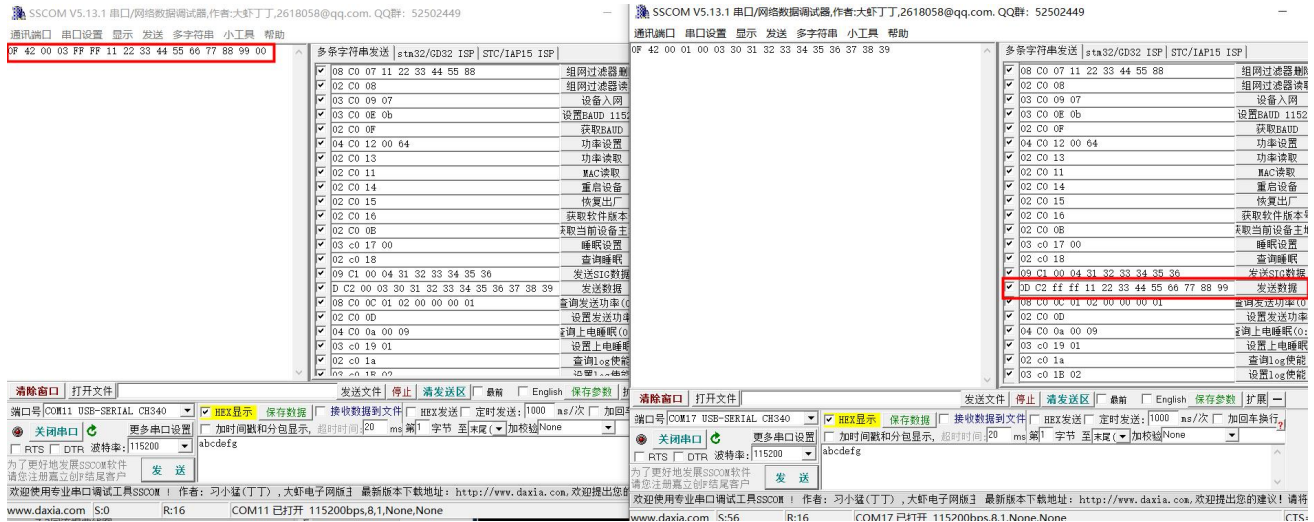 SSCOM V5.13.1 串口/网络数据调试器,作者:大虾丁丁,2618058@qq.com. QQ群: 52502449
通讯端口 串口设置 显示 发送 多字符串 小工具 帮助
0F 42 00 03 FF FF 11 22 33 44 55 66 77 88 99 00
多条字符串发送 stm32/GD32 ISP STC/IAP15 ISP
08 C0 07 11 22 33 44 55 88 组网过滤器删
02 C0 08 组网过滤器读
03 C0 09 07 设备入网
03 C0 0E 0b 设置BAUD 1152
02 C0 0F 获取BAUD
04 C0 12 00 64 功率设置
02 C0 13 功率读取
02 C0 11 MAC读取
02 C0 14 重启设备
02 C0 15 恢复出厂
02 C0 16 获取软件版本
02 C0 0B 获取当前设备主
03 c0 17 00 睡眠设置
02 c0 18 查询睡眠
09 C1 00 04 31 32 33 34 35 36 发送SIG数据
D C2 00 03 30 31 32 33 34 35 36 37 38 39 发送数据
08 C0 0C 01 02 00 00 00 01 查询发送功率(0
02 C0 0D 设置发送功率
04 C0 0a 00 09 查询上电睡眠(0:
03 c0 19 01 设置上电睡眠
02 c0 1a 查询log使能
03 c0 1B 02 设置log使能
清除窗口 打开文件 发送文件 停止 清发送区 最前 English 保存参数 扩
端口号 COM11 USB-SERIAL CH340 HEX显示 保存数据 接收数据到文件 HEX发送 定时发送: 1000 ms/次 加回车
关闭串口 更多串口设置 加时间戳和分包显示, 超时时间: 20 ms 第1 字节 至 末尾 加校验 None
RTS DTR 波特率: 115200
abcdefg
为了更好地发展SSCOM软件
请您注册嘉立创F结尾客户
发 送
欢迎使用专业串口调试工具SSCOM ! 作者: 习小猛(丁丁) ,大虾电子网版主 最新版本下载地址: http://www.daxia.com,欢迎提出您的
www.daxia.com S:0 R:16 COM11 已打开 115200bps,8,1,None,None
SSCOM V5.13.1 串口/网络数据调试器,作者:大虾丁丁,2618058@qq.com. QQ群: 52502449
通讯端口 串口设置 显示 发送 多字符串 小工具 帮助
0F 42 00 01 00 03 30 31 32 33 34 35 36 37 38 39
多条字符串发送 stm32/GD32 ISP STC/IAP15 ISP
08 C0 07 11 22 33 44 55 88 组网过滤器删除
02 C0 08 组网过滤器读取
03 C0 09 07 设备入网
03 C0 0E 0b 设置BAUD 1152
02 C0 0F 获取BAUD
04 C0 12 00 64 功率设置
02 C0 13 功率读取
02 C0 11 MAC读取
02 C0 14 重启设备
02 C0 15 恢复出厂
02 C0 16 获取软件版本号
02 C0 0B 获取当前设备主地
03 c0 17 00 睡眠设置
02 c0 18 查询睡眠
09 C1 00 04 31 32 33 34 35 36 发送SIG数据
0D C2 ff ff 11 22 33 44 55 66 77 88 99 发送数据
08 C0 0C 01 02 00 00 00 01 查询发送功率(0
02 C0 0D 设置发送功率
04 C0 0a 00 09 查询上电睡眠(0:
03 c0 19 01 设置上电睡眠
02 c0 1a 查询log使能
03 c0 1B 02 设置log使能
清除窗口 打开文件 发送文件 停止 清发送区 最前 English 保存参数 扩展
端口号 COM17 USB-SERIAL CH340 HEX显示 保存数据 接收数据到文件 HEX发送 定时发送: 1000 ms/次 加回车换行
关闭串口 更多串口设置 加时间戳和分包显示, 超时时间: 20 ms 第1 字节 至 末尾 加校验 None
RTS DTR 波特率: 115200
abcdefg
为了更好地发展SSCOM软件
请您注册嘉立创F结尾客户
发 送
欢迎使用专业串口调试工具SSCOM ! 作者: 习小猛(丁丁) ,大虾电子网版主 最新版本下载地址: http://www.daxia.com,欢迎提出您的建议! 请将
www.daxia.com S:56 R:16 COM17 已打开 115200bps,8,1,None,None CTS=